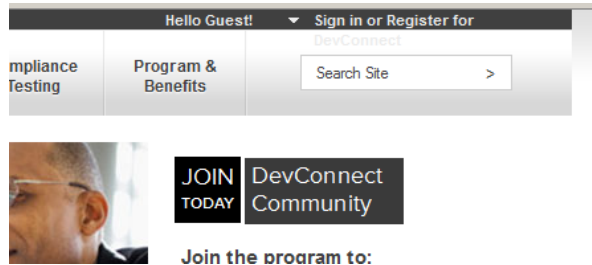 Hello Guest! Sign in or Register for
DevConnect
mpliance Program &
Testing Benefits
Search Site >
JOIN DevConnect
TODAY Community
Join the program to: